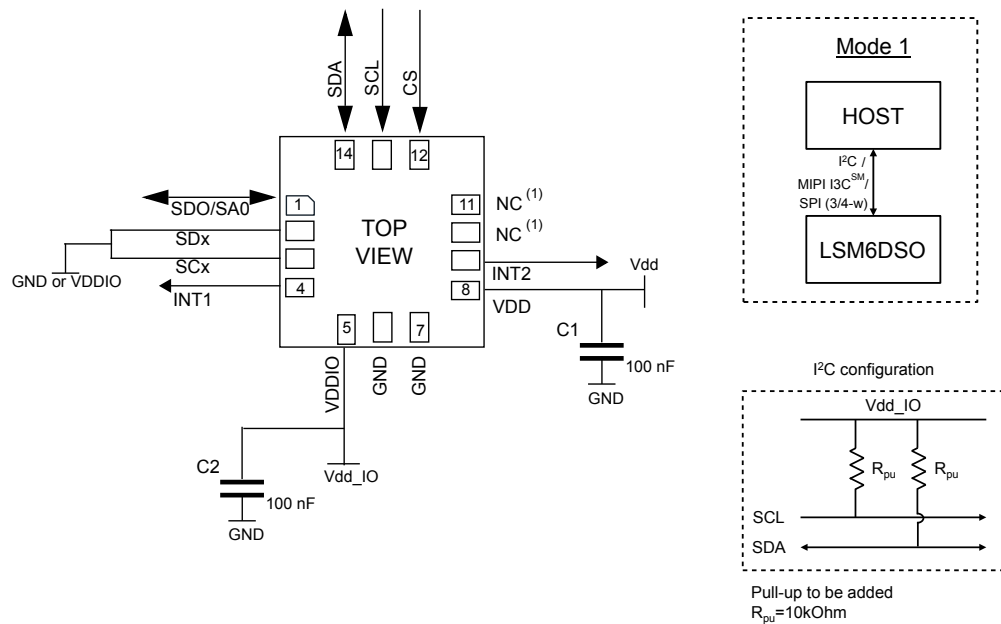 SDA
SCL
CS
14
12
1
11
NC (1)
SDO/SA0
TOP
VIEW
NC (1)
SDx
SCx
GND or VDDIO
INT1
4
INT2
8
VDD
Vdd
5
7
VDDIO
GND
GND
C1
100 nF
GND
C2
100 nF
GND
Vdd_IO
Mode 1
HOST
I²C /
MIPI I3C SM/
SPI (3/4-w)
LSM6DSO
I²C configuration
Vdd_IO
Rpu
Rpu
SCL
SDA
Pull-up to be added
Rpu=10kOhm